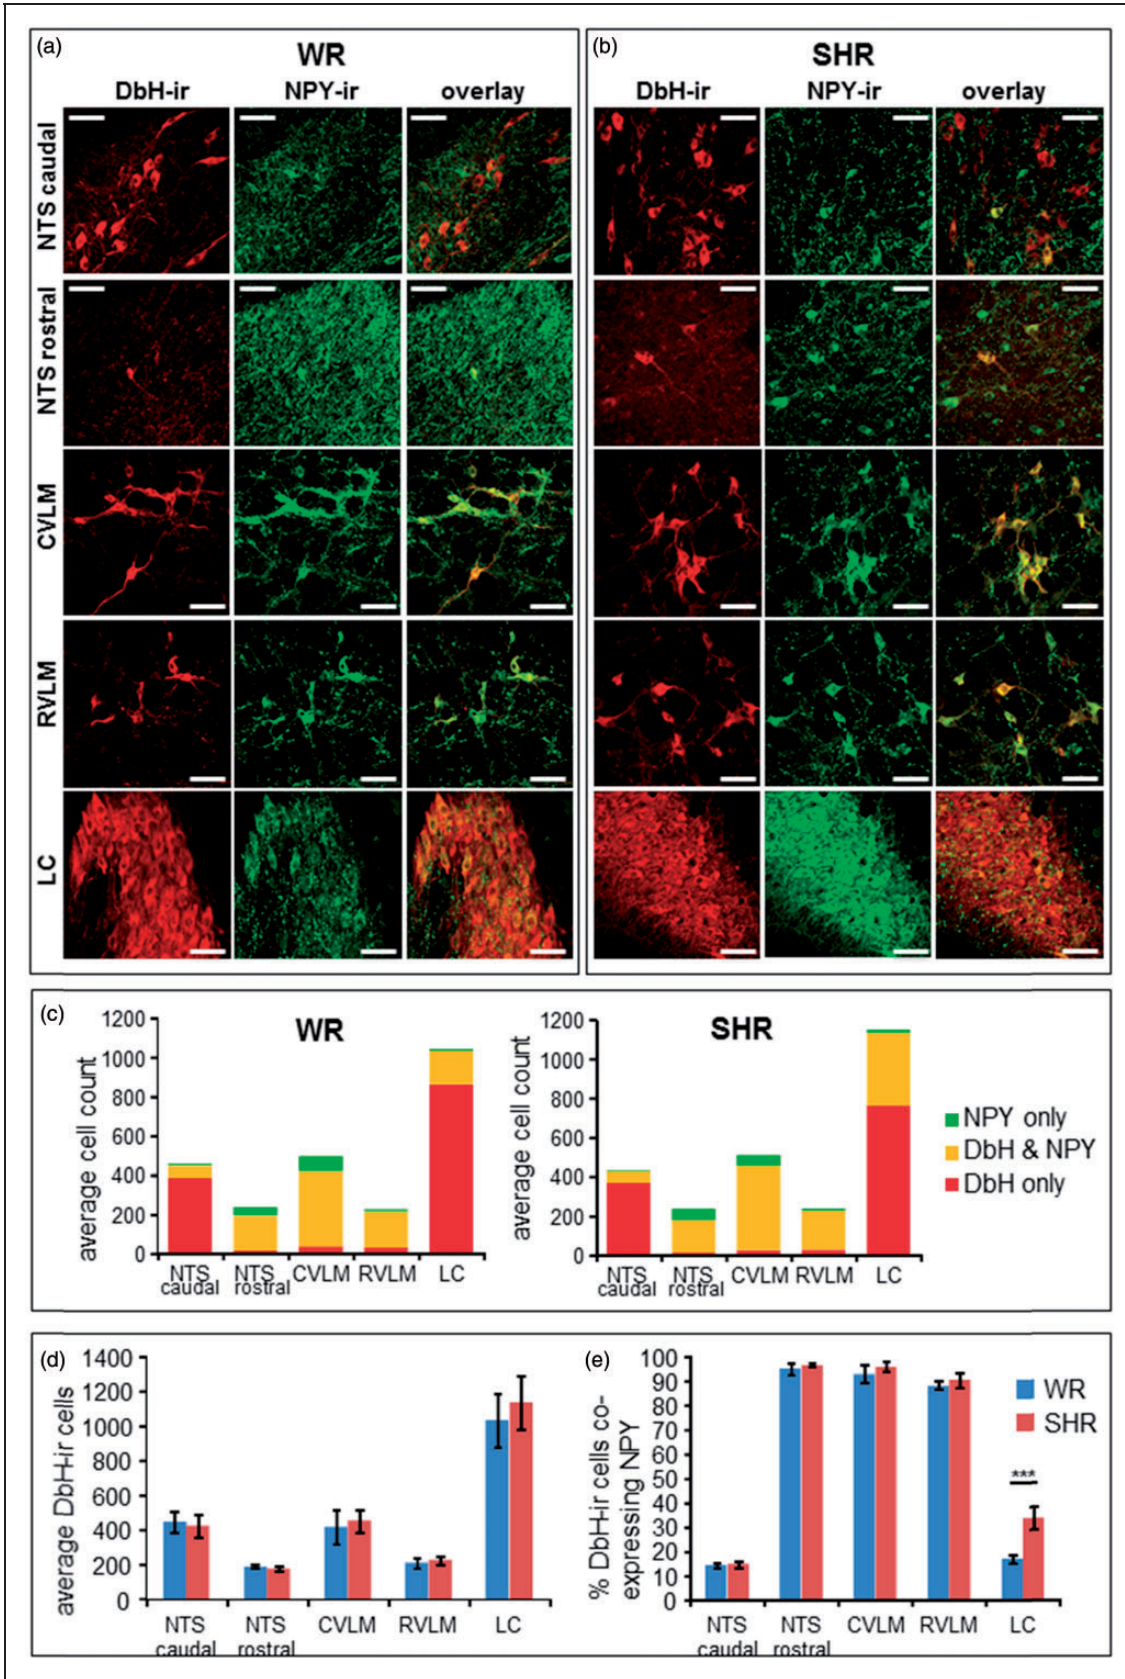 (a) WR
DbH-ir NPY-ir overlay
NTS caudal
NTS rostral
CVLM
RVLM
LC
(b) SHR
DbH-ir NPY-ir overlay
(c)
WR
average cell count
1200
1000
800
600
400
200
0
NTS caudal
NTS rostral
CVLM
RVLM
LC
SHR
average cell count
1200
1000
800
600
400
200
0
NTS caudal
NTS rostral
CVLM
RVLM
LC
NPY only
DbH & NPY
DbH only
(d)
average DbH-ir cells
1400
1200
1000
800
600
400
200
0
NTS caudal
NTS rostral
CVLM
RVLM
LC
(e)
% DbH-ir cells co-
expressing NPY
100
90
80
70
60
50
40
30
20
10
0
NTS caudal
NTS rostral
CVLM
RVLM
LC
WR
SHR
***